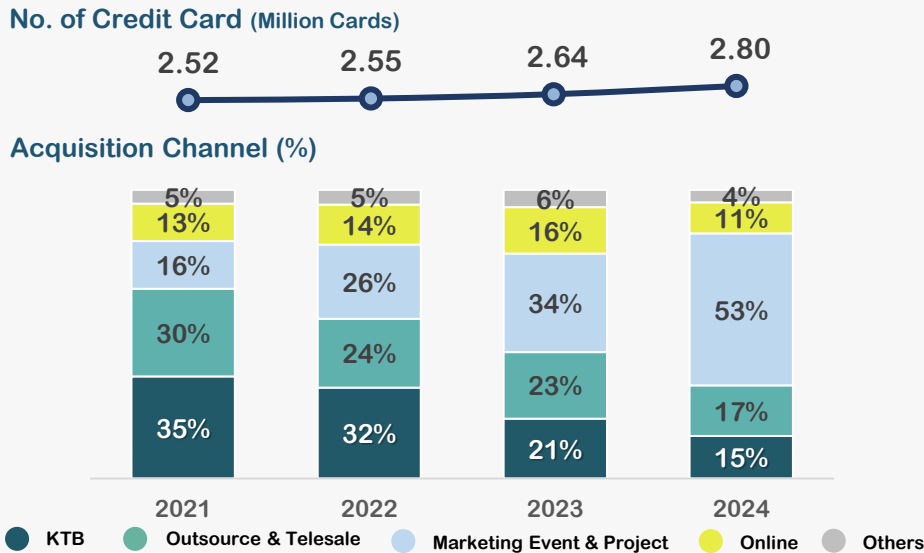 No. of Credit Card (Million Cards)
2.52 2.55 2.64 2.80
Acquisition Channel (%)
5% 5% 6% 4%
13% 14% 16% 11%
16% 26% 34% 53%
30% 24% 23% 17%
35% 32% 21% 15%
2021 2022 2023 2024
KTB Outsource & Telesale Marketing Event & Project Online Others